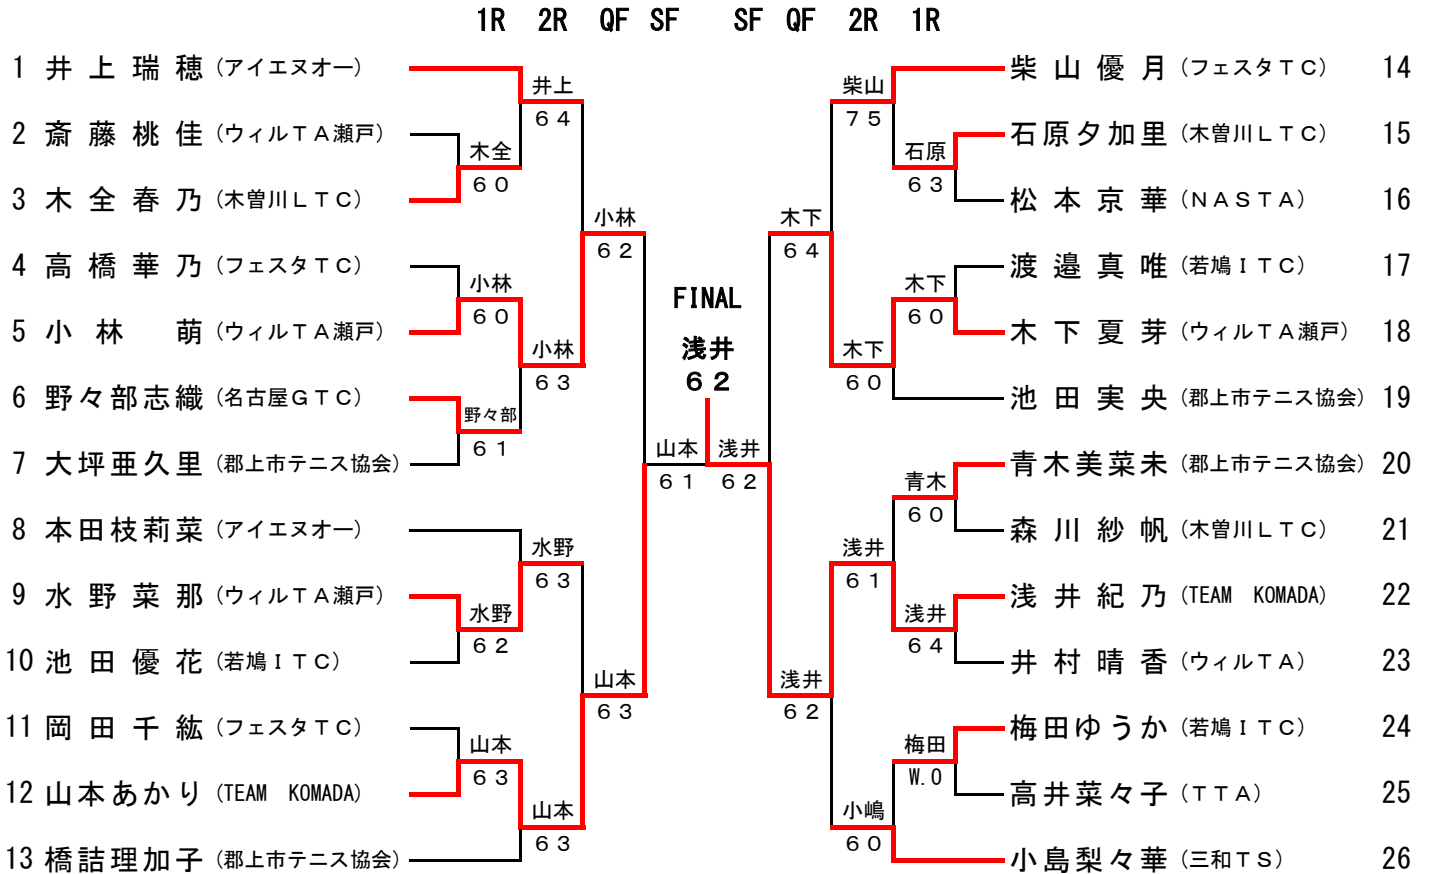 1R 2R QF SF SF QF 2R 1R
1 井上瑞穂 (アイエヌオー) 柴山優月 (フェスタTC) 14
井上 柴山
64 75
2 斎藤桃佳 (ウィルTA瀬戸) 石原夕加里 (木曽川LTC) 15
木全 石原
60 63
3 木全春乃 (木曽川LTC) 松本京華 (NASTA) 16
小林 木下
62 64
4 高橋華乃 (フェスタTC) 渡邉真唯 (若鳩ITC) 17
小林 FINAL 木下
60 60
5 小林 萌 (ウィルTA瀬戸) 木下夏芽 (ウィルTA瀬戸) 18
小林 浅井 木下
63 62 60
6 野々部志織 (名古屋GTC) 池田実央 (郡上市テニス協会) 19
野々部
61 山本 浅井
7 大坪亜久里 (郡上市テニス協会) 青木美菜未 (郡上市テニス協会) 20
61 62 青木
60
8 本田枝莉菜 (アイエヌオー) 森川紗帆 (木曽川LTC) 21
水野 浅井
63 61
9 水野菜那 (ウィルTA瀬戸) 浅井紀乃 (TEAM KOMADA) 22
水野 浅井
62 64
10 池田優花 (若鳩ITC) 井村晴香 (ウィルTA) 23
山本 浅井
63 62
11 岡田千紘 (フェスタTC) 梅田ゆうか (若鳩ITC) 24
山本 梅田
63 W.0
12 山本あかり (TEAM KOMADA) 高井菜々子 (TTA) 25
山本 小嶋
63 60
13 橋詰理加子 (郡上市テニス協会) 小島梨々華 (三和TS) 26